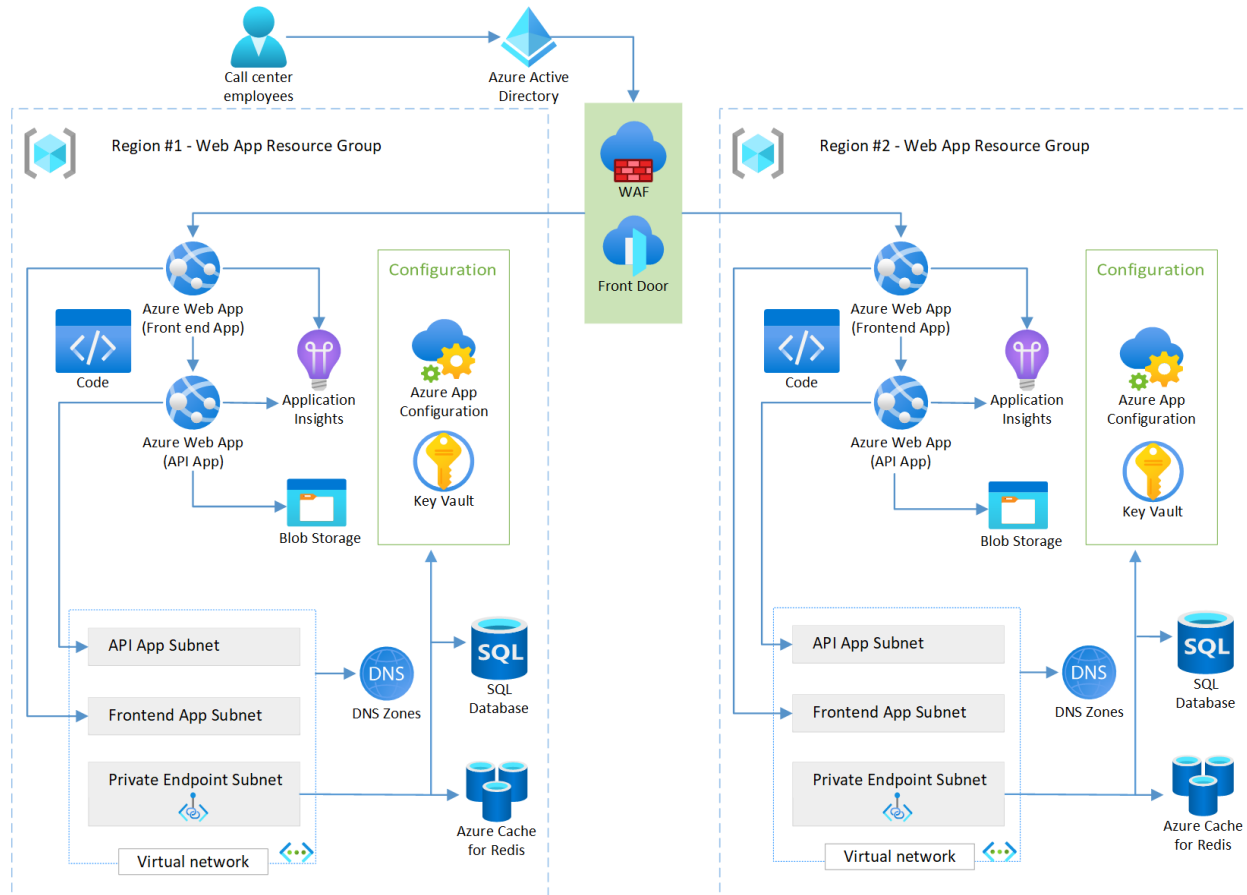 Call center
employees
Azure Active
Directory
WAF
Front Door
Region #1 - Web App Resource Group
Azure Web App
(Front end App)
Code
Application
Insights
Azure Web App
(API App)
Blob Storage
Configuration
Azure App
Configuration
Key Vault
API App Subnet
Frontend App Subnet
Private Endpoint Subnet
Virtual network
DNS
DNS Zones
SQL
SQL
Database
Azure Cache
for Redis
Region #2 - Web App Resource Group
Azure Web App
(Frontend App)
Code
Application
Insights
Azure Web App
(API App)
Blob Storage
Configuration
Azure App
Configuration
Key Vault
API App Subnet
Frontend App Subnet
Private Endpoint Subnet
Virtual network
DNS
DNS Zones
SQL
SQL
Database
Azure Cache
for Redis